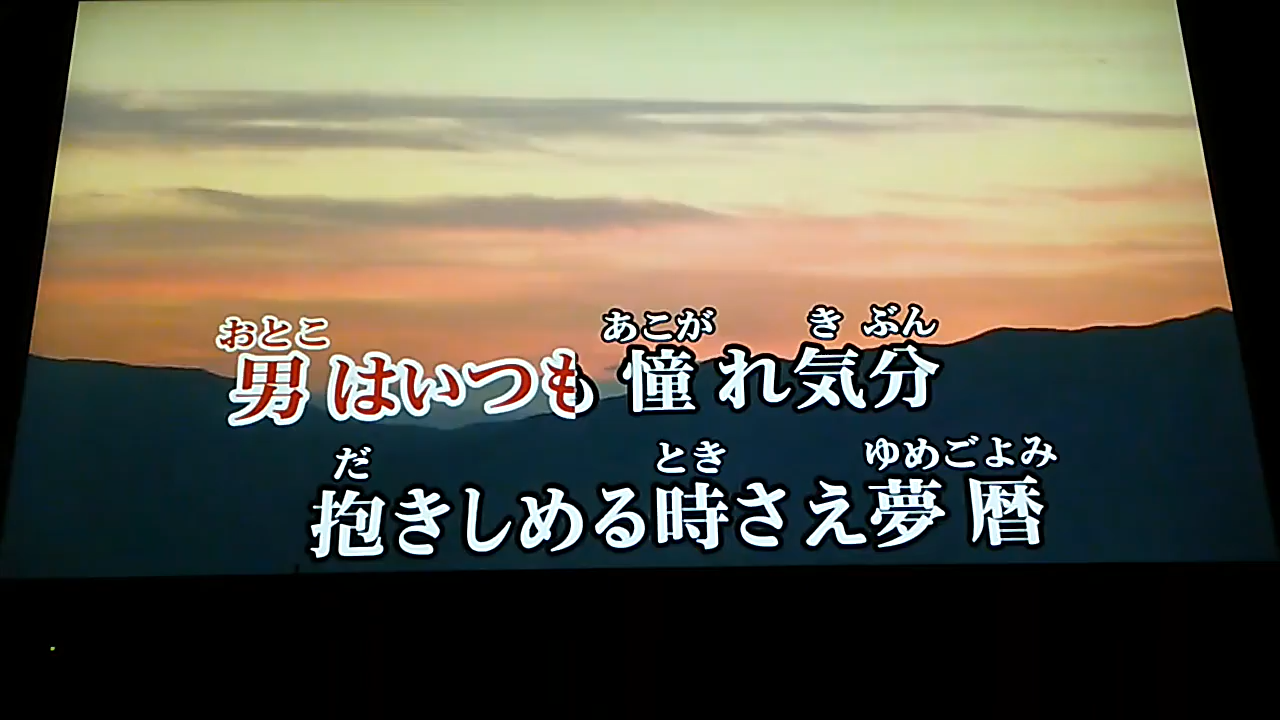 おとこ あこが き ぶん
男はいつも 憧れ気分
だ とき ゆめごよみ
抱きしめる時さえ夢暦